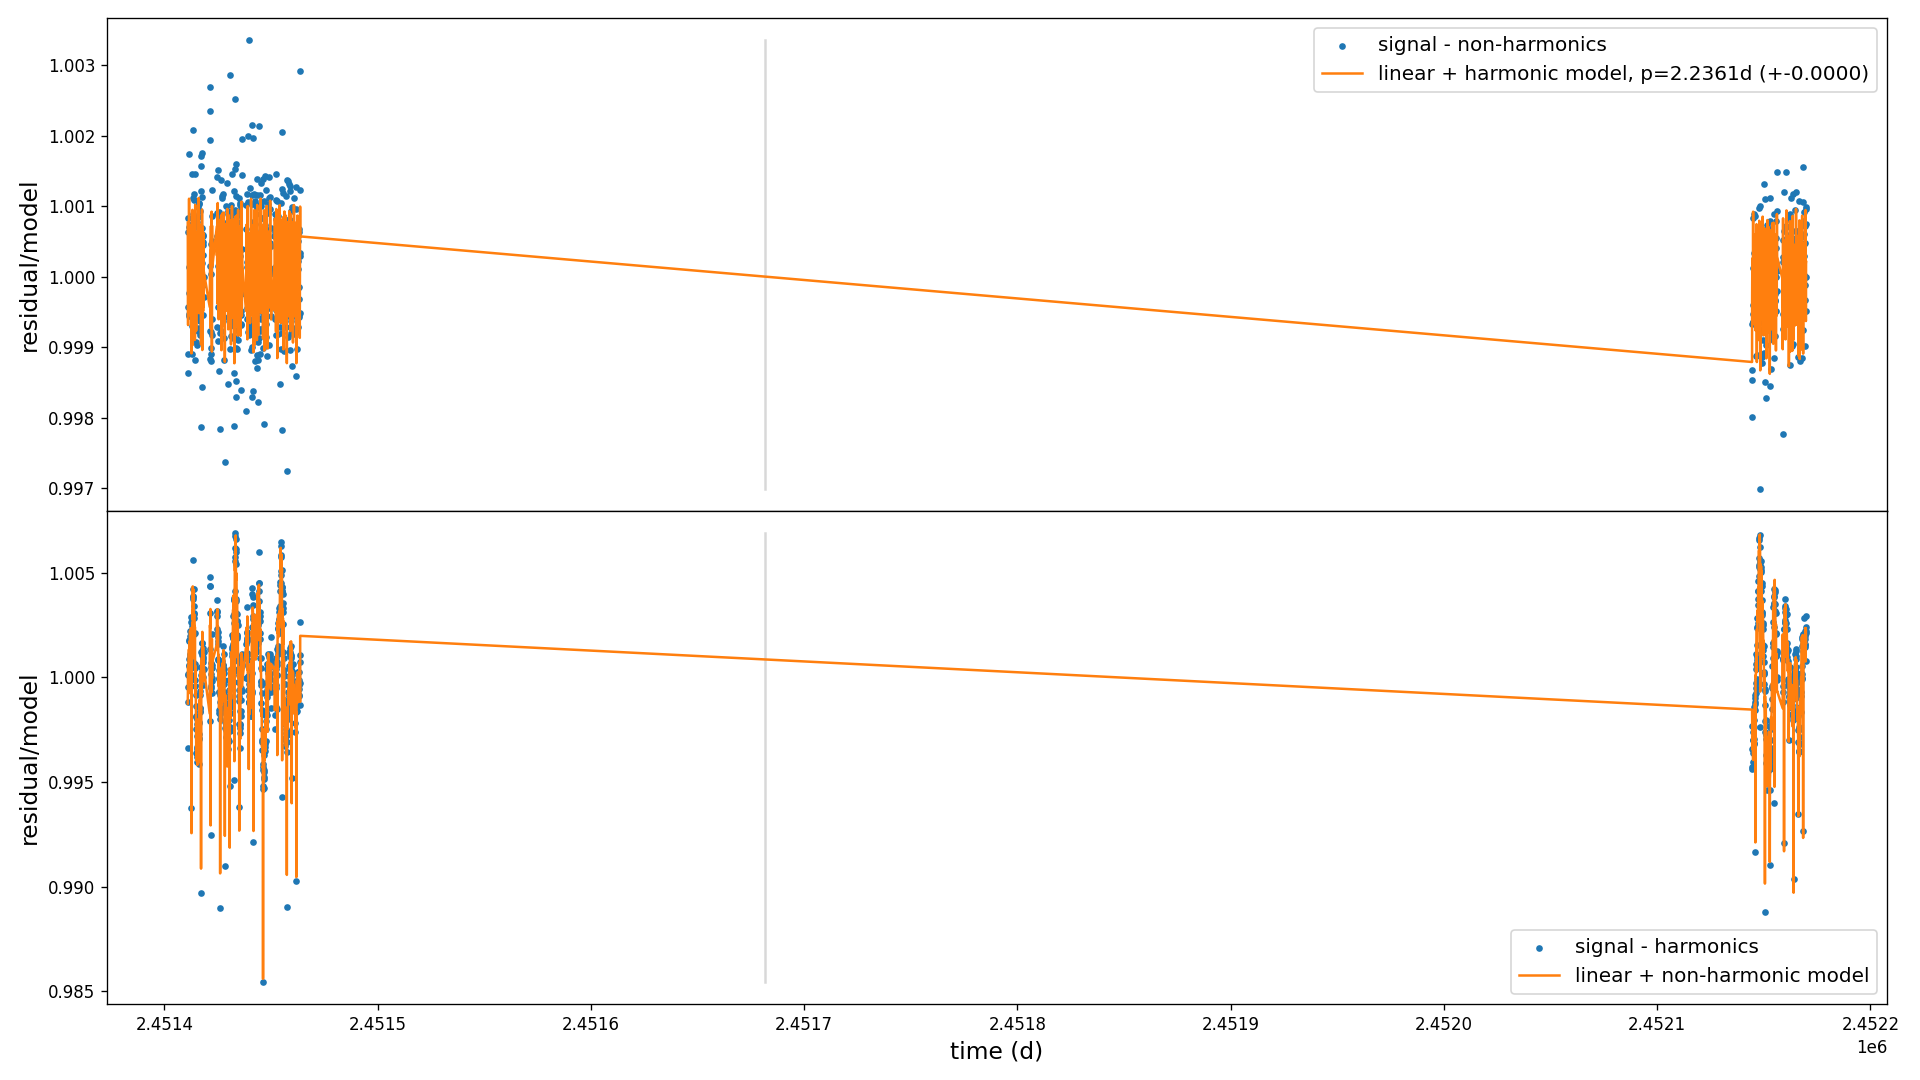 signal - non-harmonics
linear + harmonic model, p=2.2361d (+-0.0000)
1.003
1.002
1.001
1.000
0.999
0.998
0.997
residual/model
1.005
1.000
0.995
0.990
0.985
residual/model
signal - harmonics
linear + non-harmonic model
2.4514 2.4515 2.4516 2.4517 2.4518 2.4519 2.4520 2.4521 2.4522
1e6
time (d)